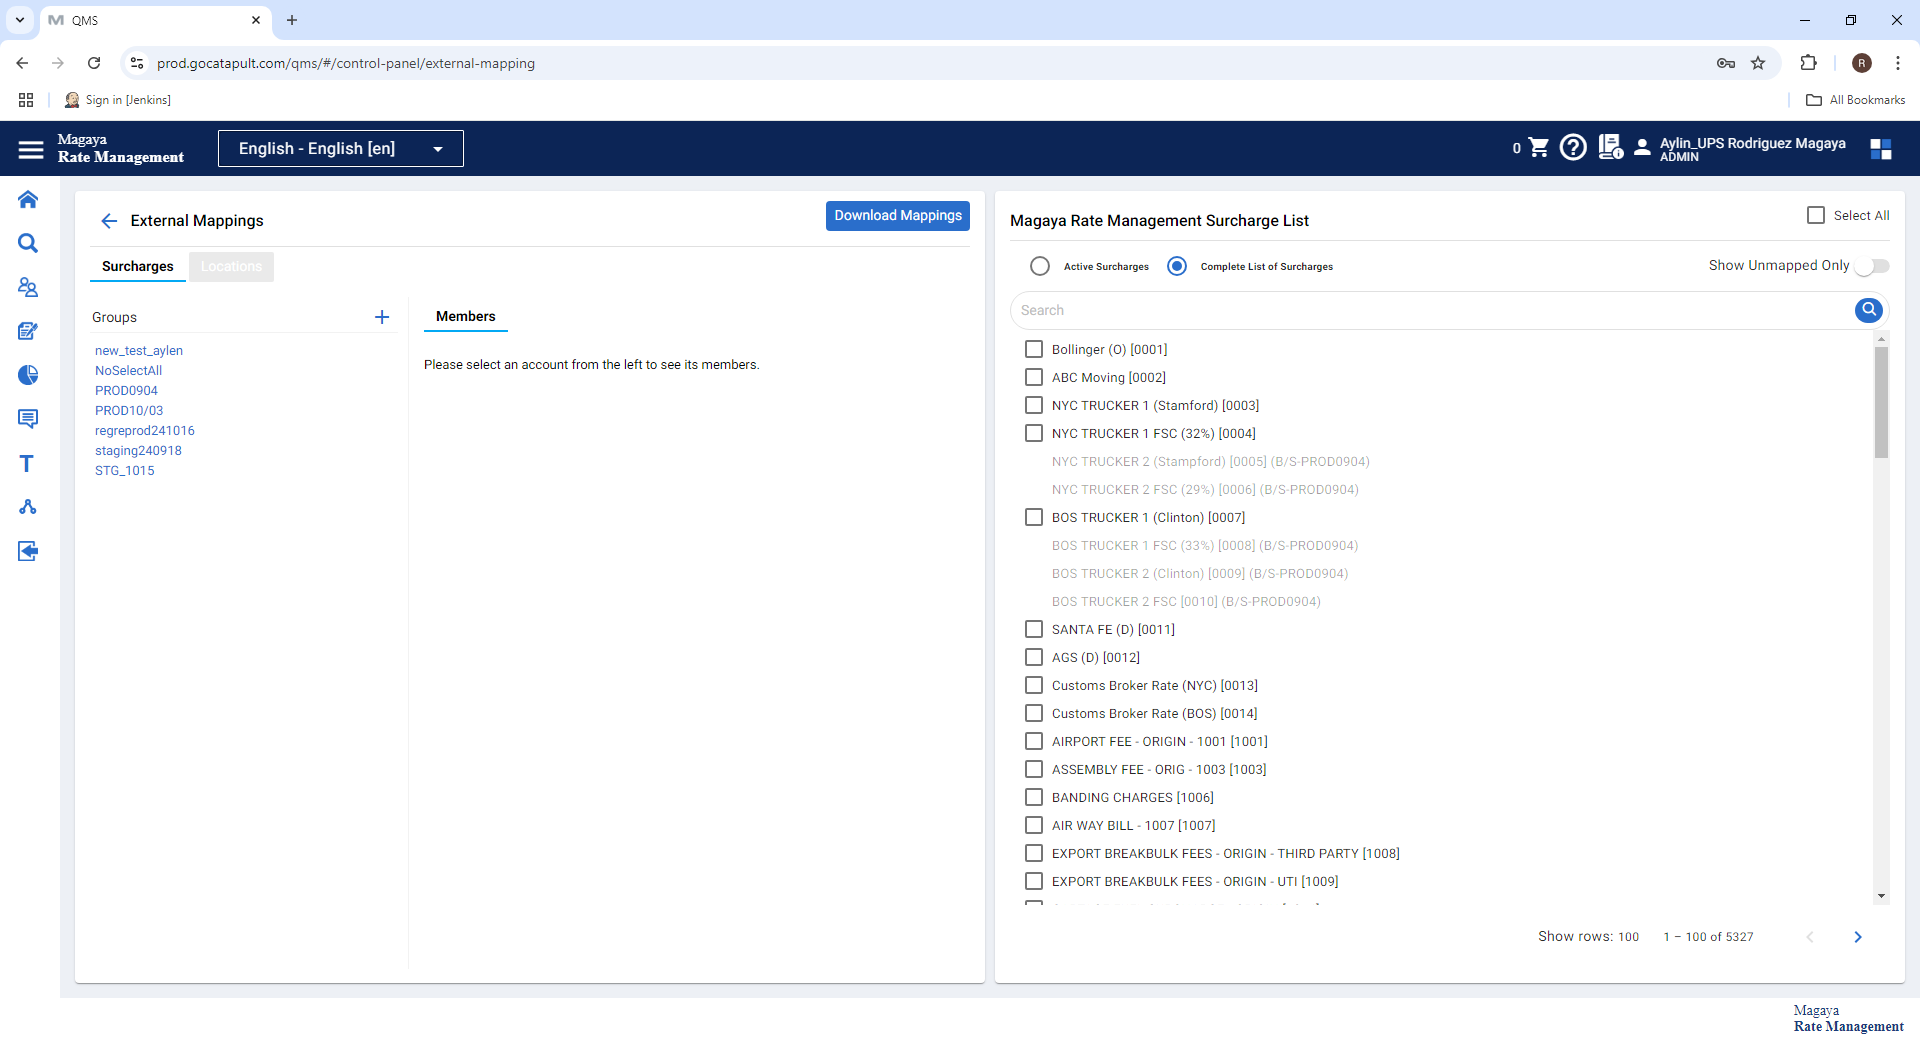 QMS
prod.gocatapult.com/qms/#/control-panel/external-mapping
R
Sign in [Jenkins]
All Bookmarks
Magaya
Rate Management
English - English [en]
0
Aylin_UPS Rodriguez Magaya
ADMIN
External Mappings
Download Mappings
Surcharges
Locations
Groups
new_test_aylen
NoSelectAll
PROD0904
PROD10/03
regreprod241016
staging240918
STG_1015
Members
Please select an account from the left to see its members.
Magaya Rate Management Surcharge List
Select All
Active Surcharges
Complete List of Surcharges
Show Unmapped Only
Search
Bollinger (O) [0001]
ABC Moving [0002]
NYC TRUCKER 1 (Stamford) [0003]
NYC TRUCKER 1 FSC (32%) [0004]
NYC TRUCKER 2 (Stampford) [0005] (B/S-PROD0904)
NYC TRUCKER 2 FSC (29%) [0006] (B/S-PROD0904)
BOS TRUCKER 1 (Clinton) [0007]
BOS TRUCKER 1 FSC (33%) [0008] (B/S-PROD0904)
BOS TRUCKER 2 (Clinton) [0009] (B/S-PROD0904)
BOS TRUCKER 2 FSC [0010] (B/S-PROD0904)
SANTA FE (D) [0011]
AGS (D) [0012]
Customs Broker Rate (NYC) [0013]
Customs Broker Rate (BOS) [0014]
AIRPORT FEE - ORIGIN - 1001 [1001]
ASSEMBLY FEE - ORIG - 1003 [1003]
BANDING CHARGES [1006]
AIR WAY BILL - 1007 [1007]
EXPORT BREAKBULK FEES - ORIGIN - THIRD PARTY [1008]
EXPORT BREAKBULK FEES - ORIGIN - UTI [1009]
Show rows: 100
1 – 100 of 5327
Magaya
Rate Management